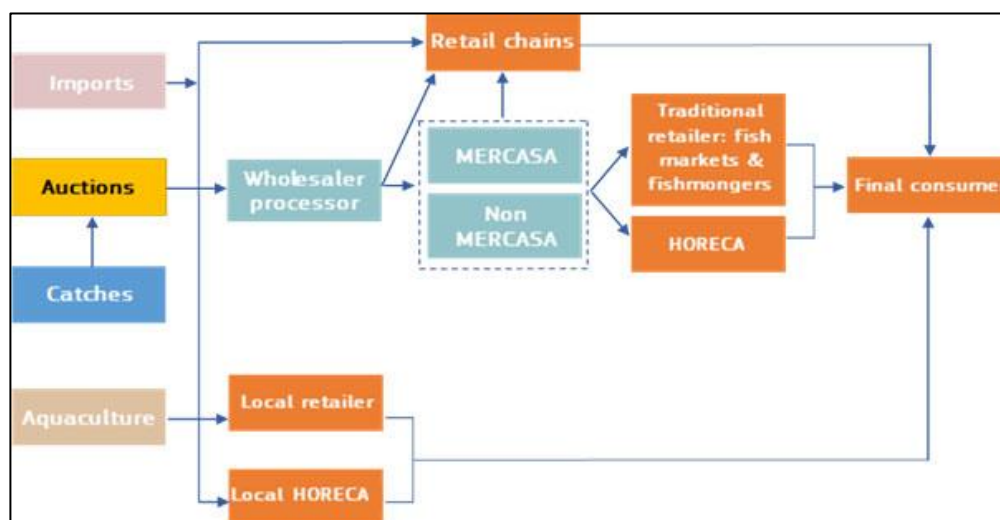 Retail chains
Imports
Traditional
retailer: fish
markets &
fishmongers
MERCASA
Auctions
Wholesaler
processor
Final consume
Non
MERCASA
HORECA
Catches
Local retailer
Aquaculture
Local HORECA